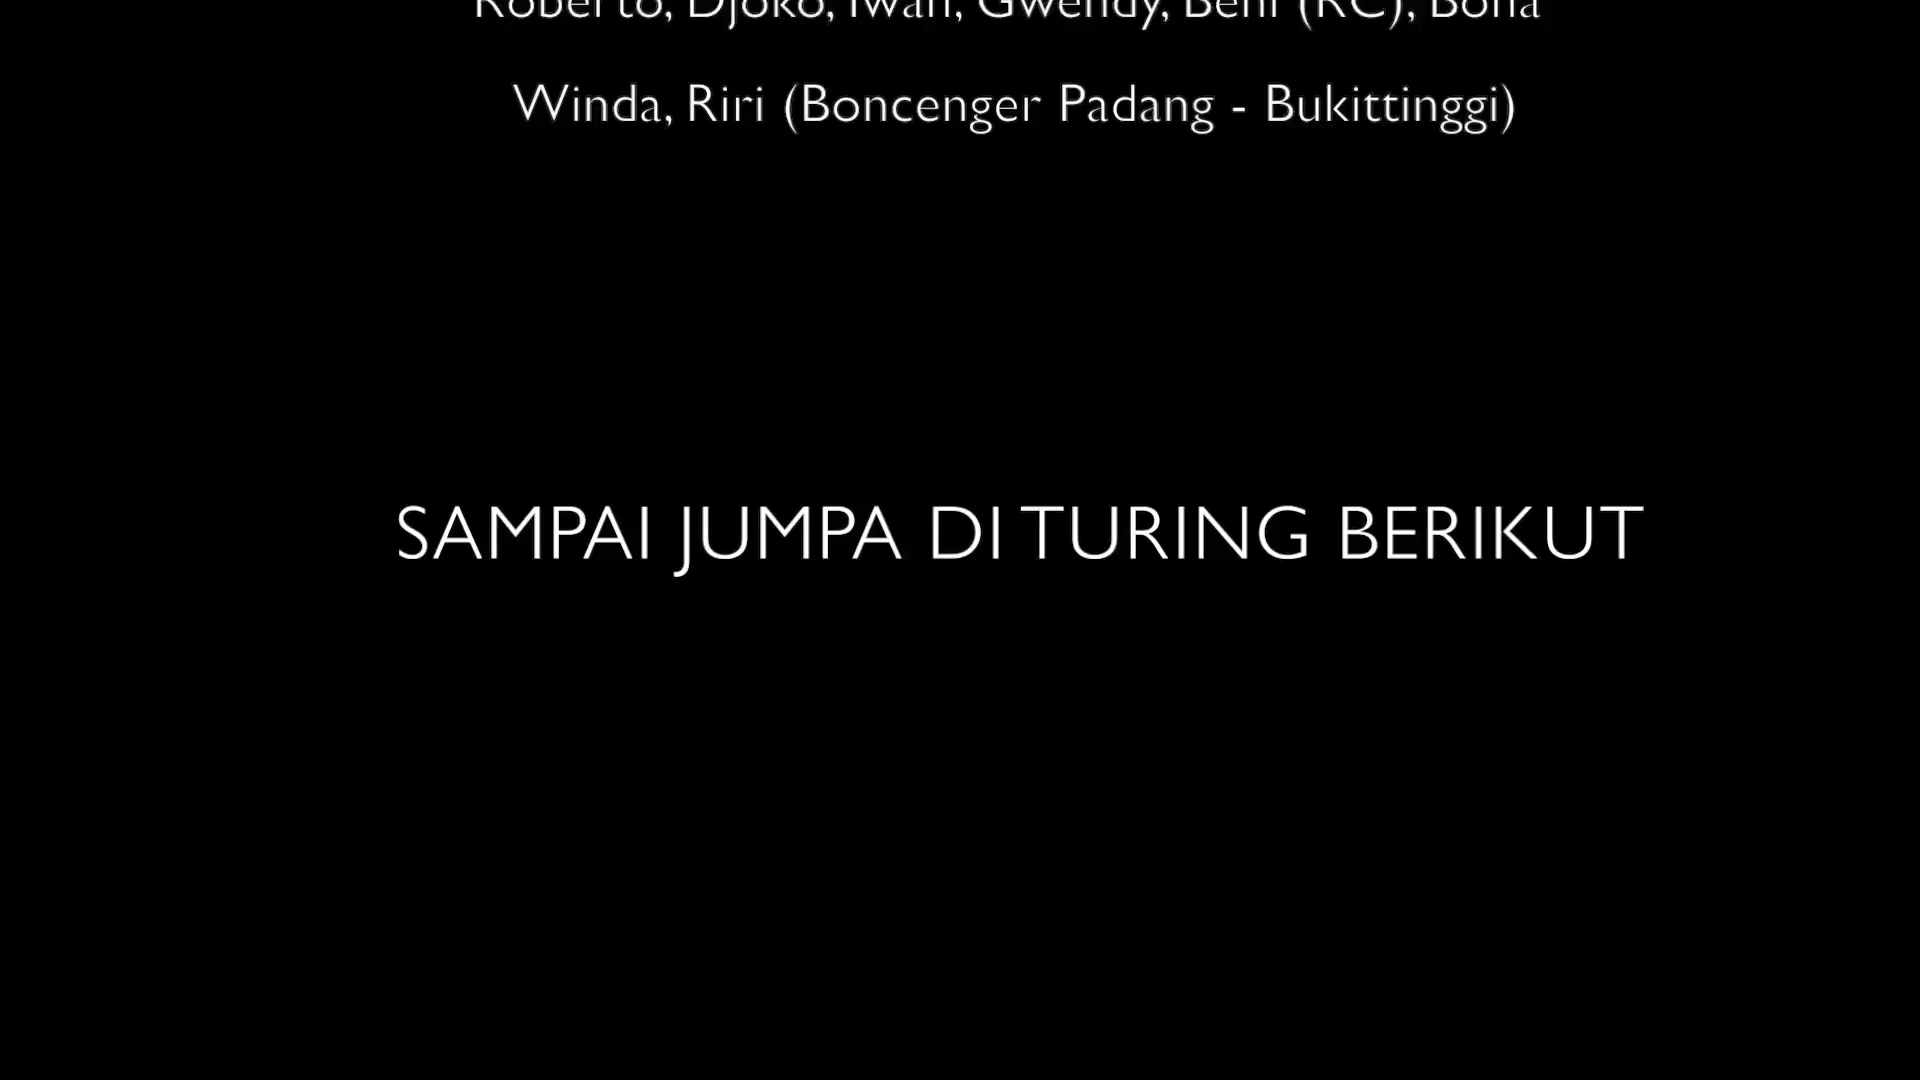 Roberto, Djoko, Iwan, Gwendy, Beni (RC), Bona
Winda, Riri (Boncenger Padang - Bukittinggi)
SAMPAI JUMPA DI TURING BERIKUT